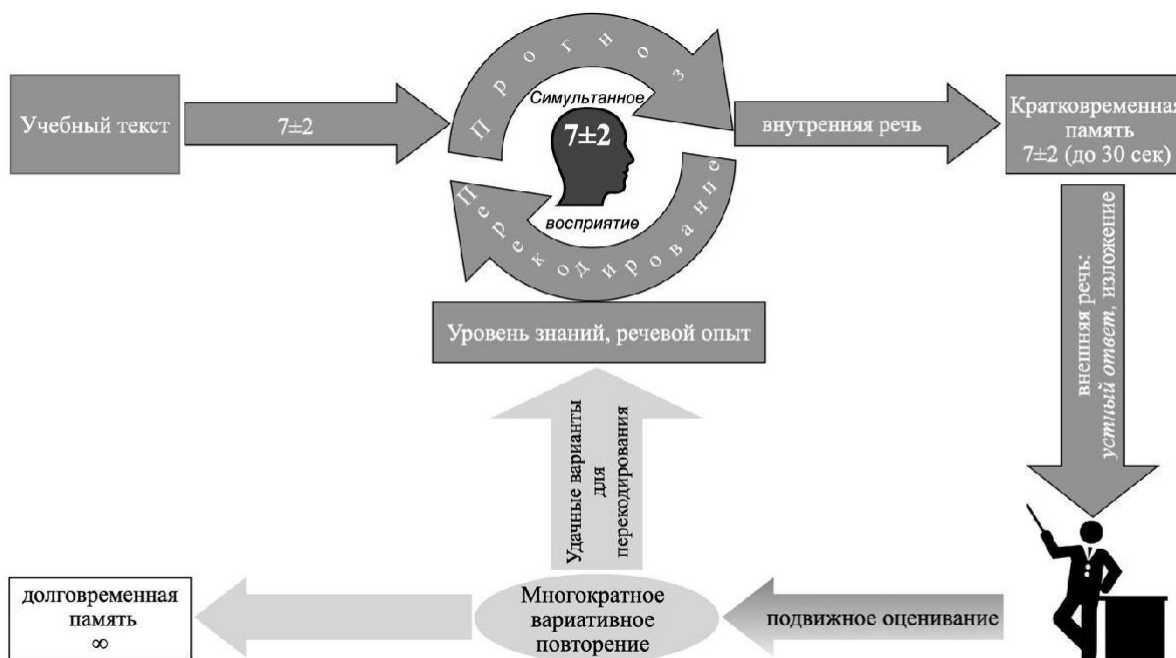 Прогноз
Учебный текст
7±2
Симультанное
7±2
восприятие
Перекодирование
внутренняя речь
Кратковременная
память
7±2 (до 30 сек)
внешняя речь:
устный ответ, изложение
Уровень знаний, речевой опыт
Удачные варианты
для
перекодирования
долговременная
память
∞
Многократное
вариативное
повторение
подвижное оценивание